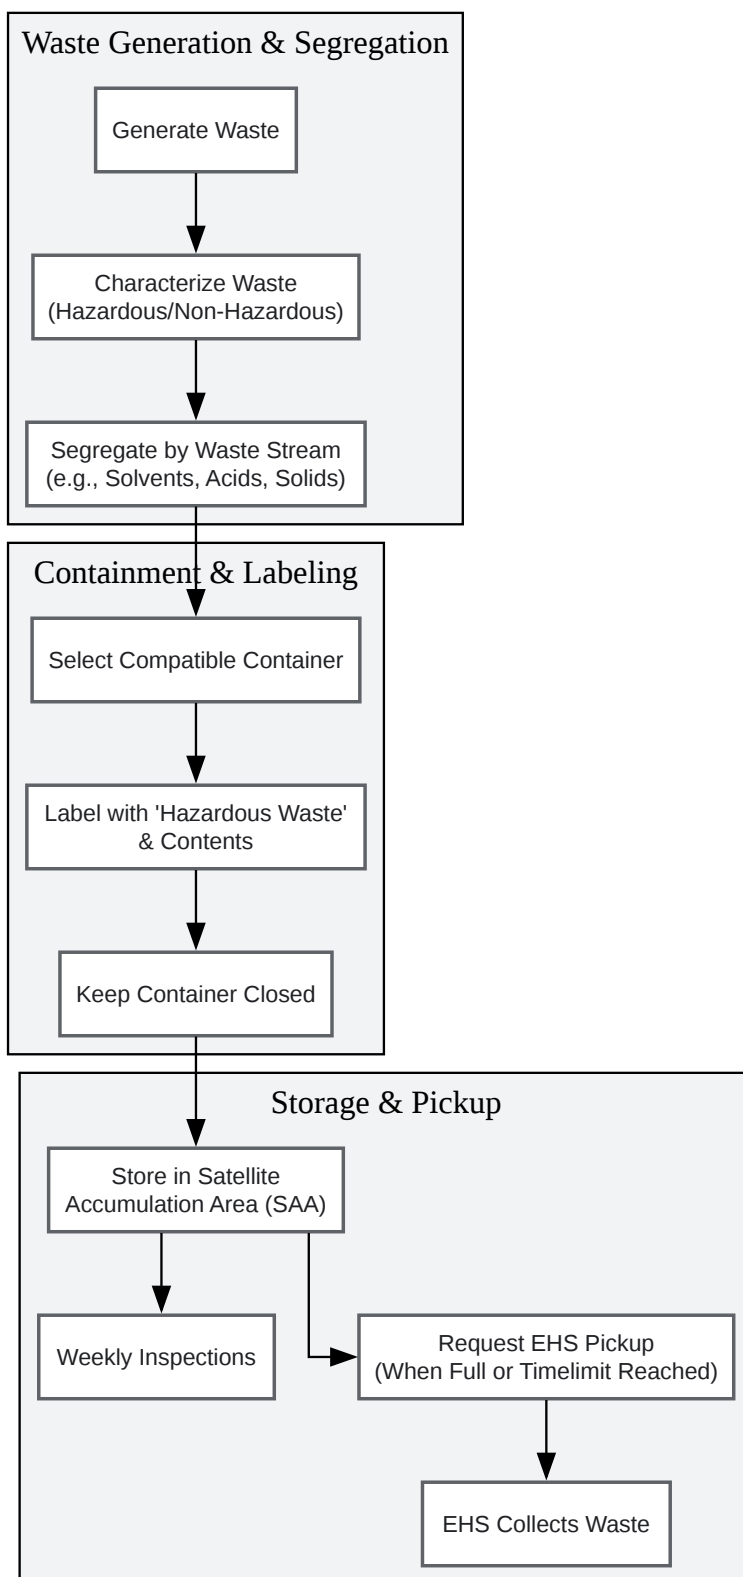 Waste Generation & Segregation
Generate Waste
Characterize Waste
(Hazardous/Non-Hazardous)
Segregate by Waste Stream
(e.g., Solvents, Acids, Solids)
Containment & Labeling
Select Compatible Container
Label with 'Hazardous Waste'
& Contents
Keep Container Closed
Storage & Pickup
Store in Satellite
Accumulation Area (SAA)
Weekly Inspections
Request EHS Pickup
(When Full or Timelimit Reached)
EHS Collects Waste